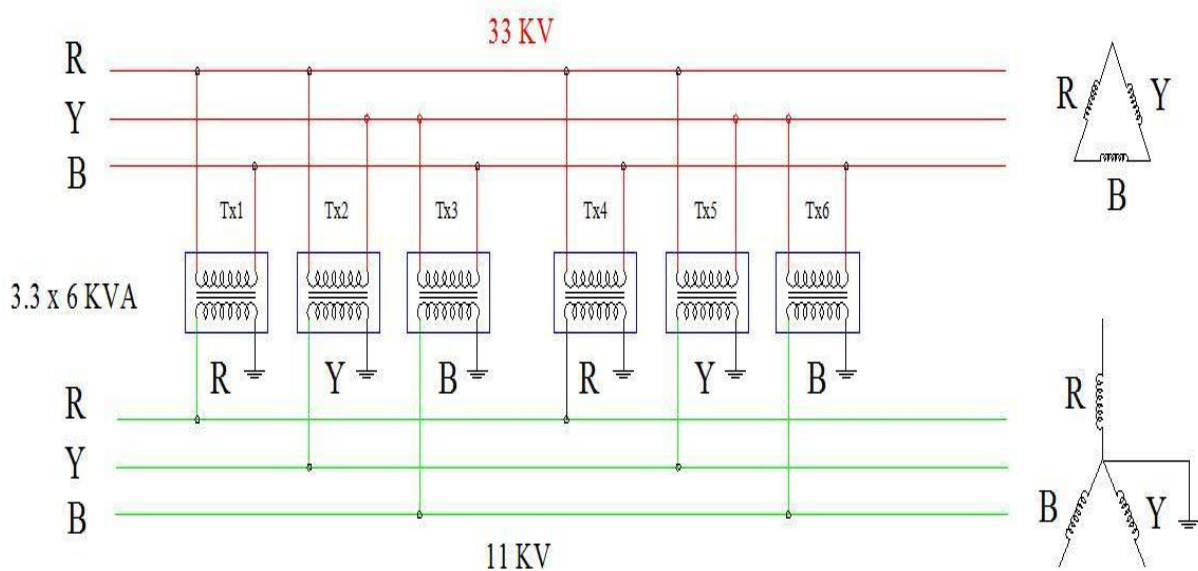 33 KV
R
Y
B
R Y
B
Tx1 Tx2 Tx3 Tx4 Tx5 Tx6
3.3 x 6 KVA
R Y B R Y B
R
Y
B
R
B Y
11 KV